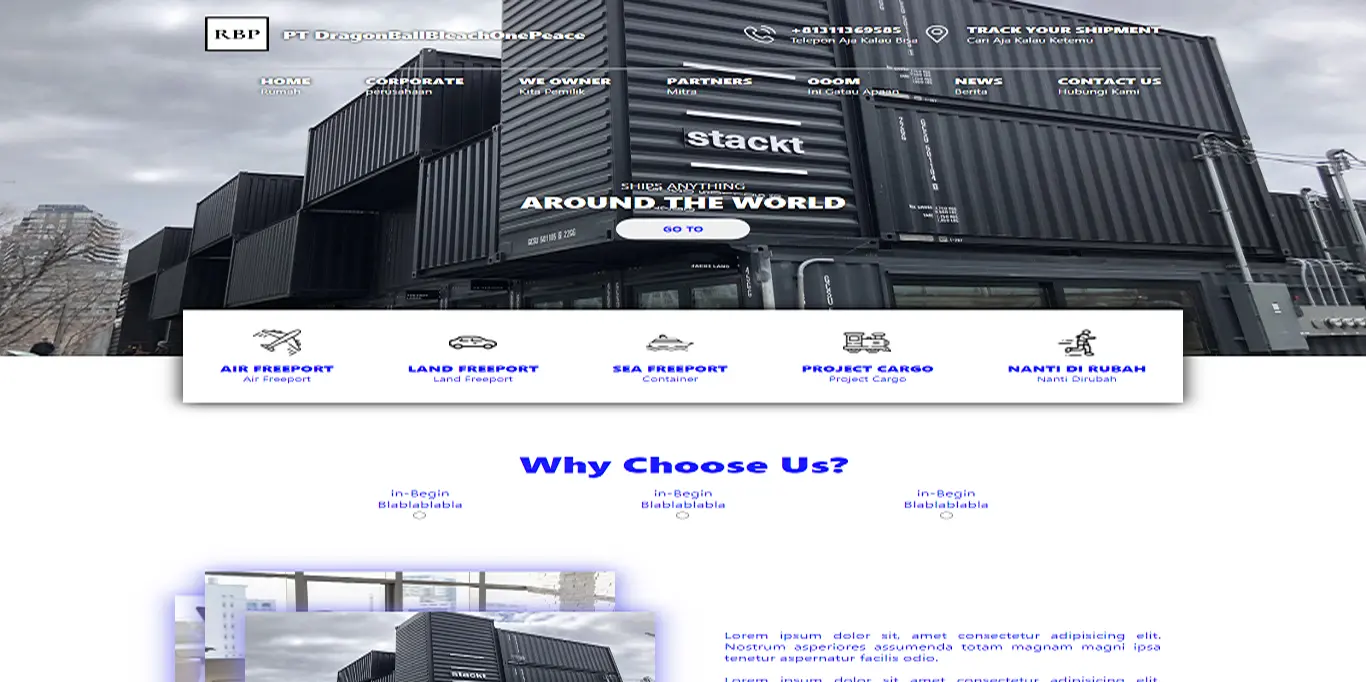 RBP
PT DragonBallBleachOnePeace
+81311369585
Telepon Aja Kalau Bisa
TRACK YOUR SHIPMENT
Cari Aja Kalau Ketemu
HOME
Rumah
CORPORATE
perusahaan
WE OWNER
Kita Pemilik
PARTNERS
Mitra
OOOM
Ini Gatau Apaan
NEWS
Berita
CONTACT US
Hubungi Kami
stackt
SHIPS ANYTHING
AROUND THE WORLD
GO TO
AIR FREEPORT
Air Freeport
LAND FREEPORT
Land Freeport
SEA FREEPORT
Container
PROJECT CARGO
Project Cargo
NANTI DI RUBAH
Nanti Dirubah
Why Choose Us?
in-Begin
Blablablabla
in-Begin
Blablablabla
in-Begin
Blablablabla
stackt
Lorem ipsum dolor sit, amet consectetur adipisicing elit.
Nostrum asperiores assumenda totam magnam magni ipsa
tenetur aspernatur facilis odio.
Lorem ipsum dolor sit, amet consectetur adipisicing elit.